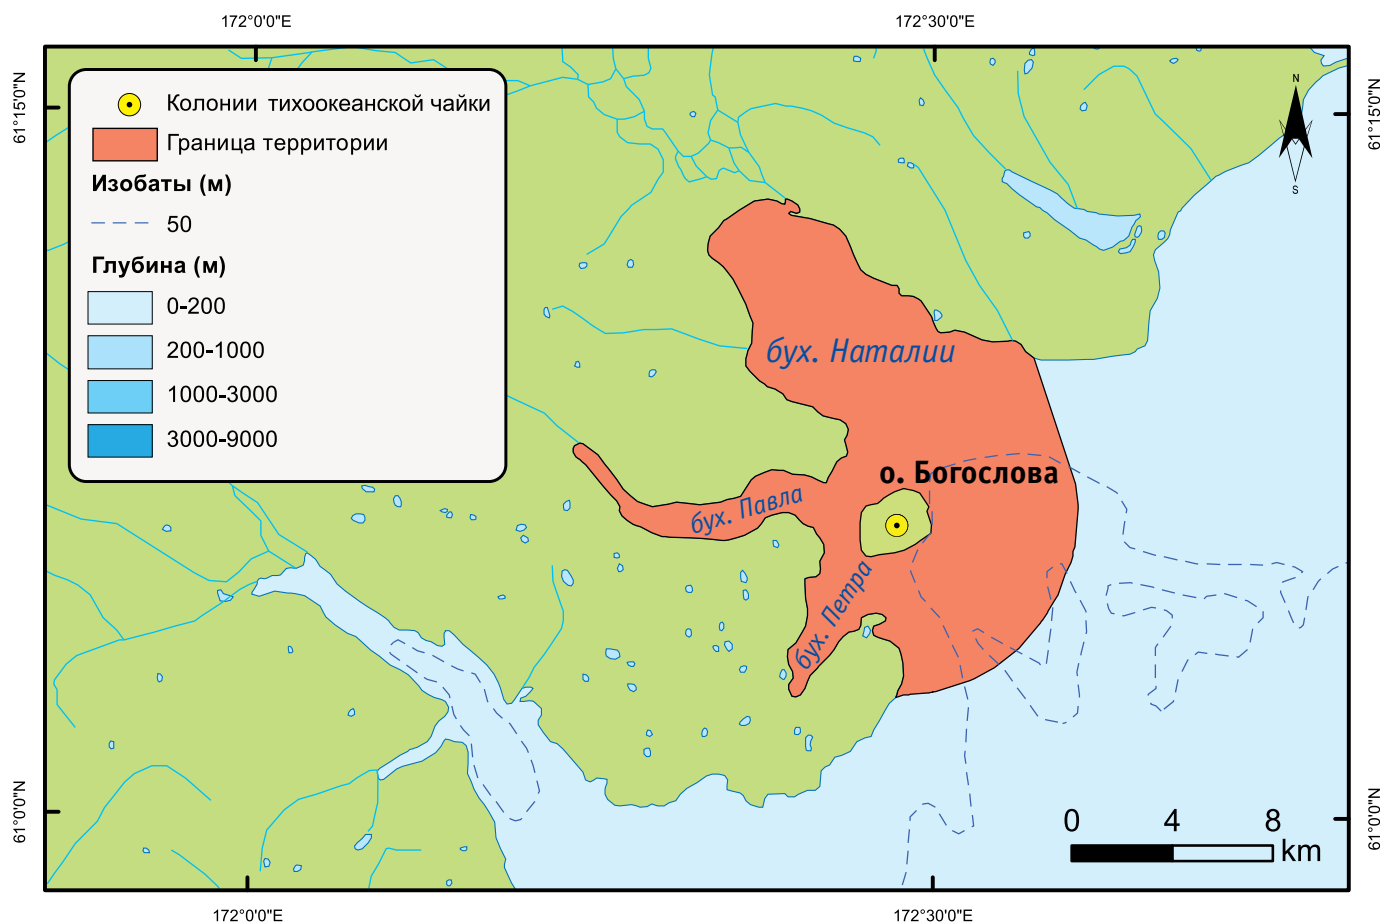 172°0'0"E
172°30'0"E
61°15'0"N
61°15'0"N
Колонии тихоокеанской чайки
Граница территории
Изобаты (м)
50
Глубина (м)
0-200
200-1000
1000-3000
3000-9000
N
S
бух. Наталии
о. Богослова
бух. Павла
бух. Петра
61°0'0"N
61°0'0"N
0 4 8
km
172°0'0"E
172°30'0"E